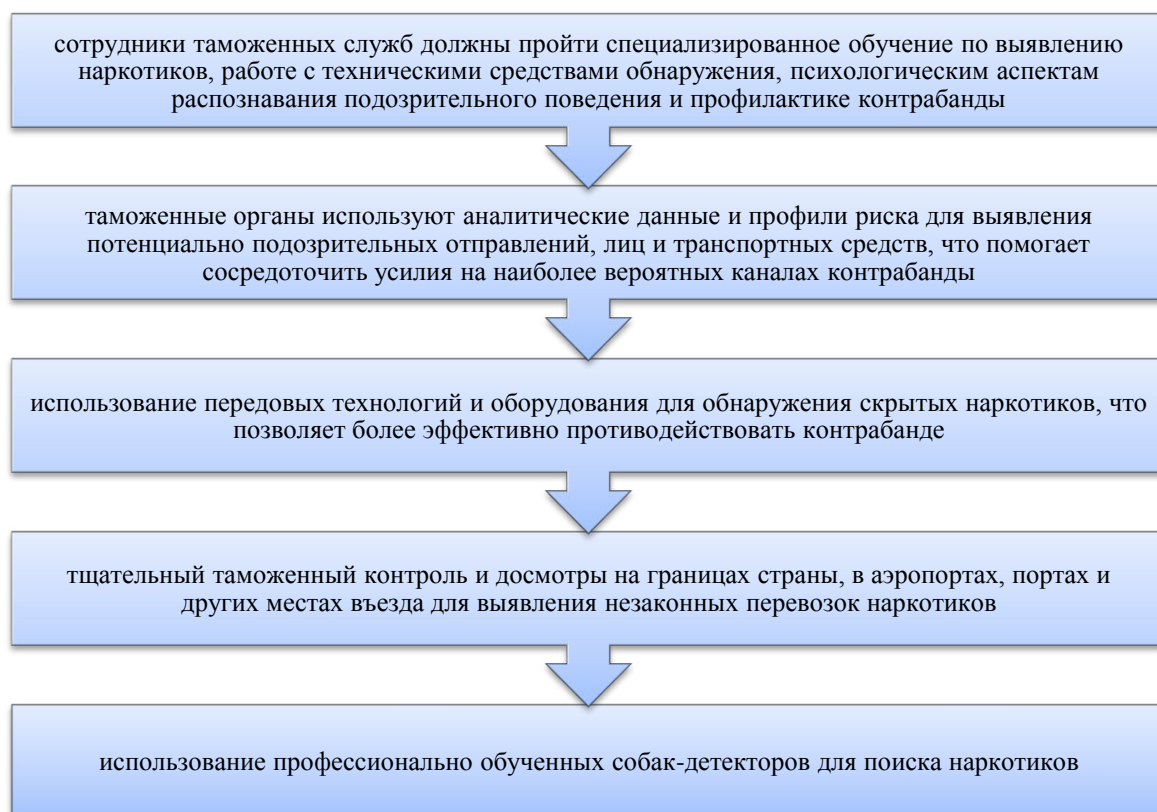 сотрудники таможенных служб должны пройти специализированное обучение по выявлению
наркотиков, работе с техническими средствами обнаружения, психологическим аспектам
распознавания подозрительного поведения и профилактике контрабанды
таможенные органы используют аналитические данные и профили риска для выявления
потенциально подозрительных отправлений, лиц и транспортных средств, что помогает
сосредоточить усилия на наиболее вероятных каналах контрабанды
использование передовых технологий и оборудования для обнаружения скрытых наркотиков, что
позволяет более эффективно противодействовать контрабанде
тщательный таможенный контроль и досмотры на границах страны, в аэропортах, портах и
других местах въезда для выявления незаконных перевозок наркотиков
использование профессионально обученных собак-детекторов для поиска наркотиков